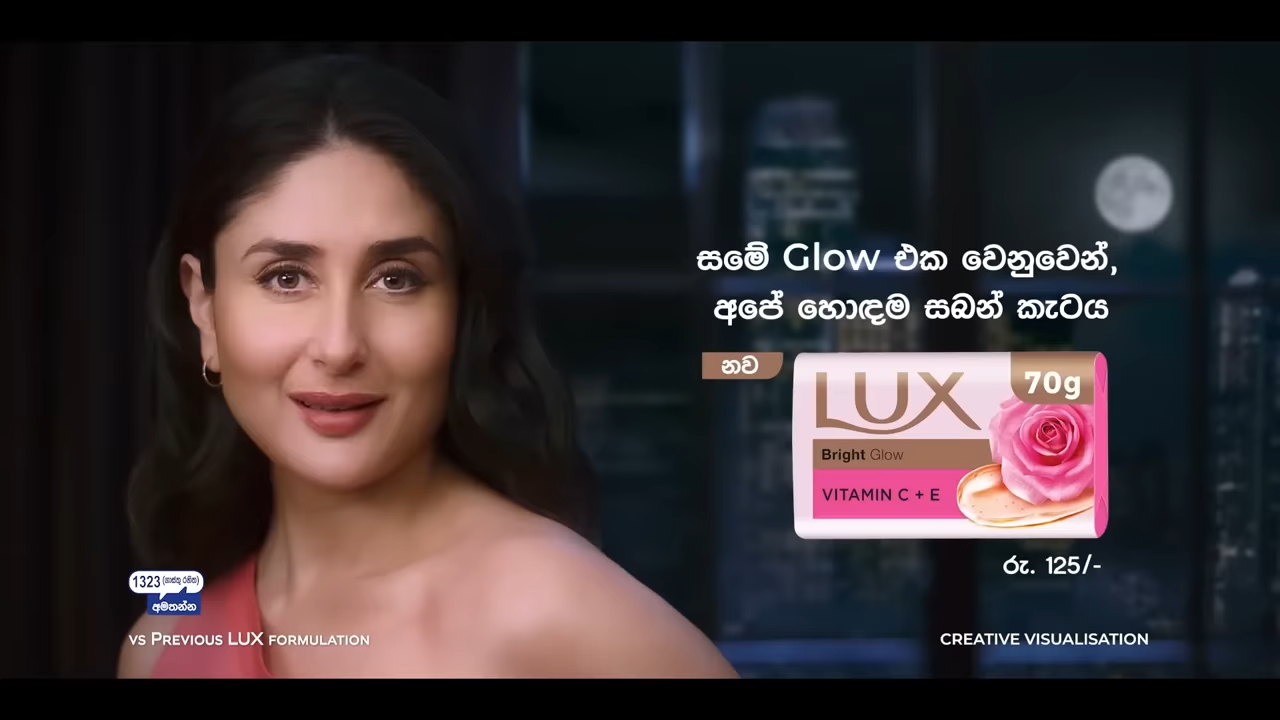 සමේ Glow එක වෙනුවෙන්,
අපේ හොඳම සබන් කැටය
නව
LUX
70g
Bright Glow
VITAMIN C + E
රු. 125/-
1323 (ගාස්තු රහිත)
අමතන්න
vs Previous LUX formulation
CREATIVE VISUALISATION